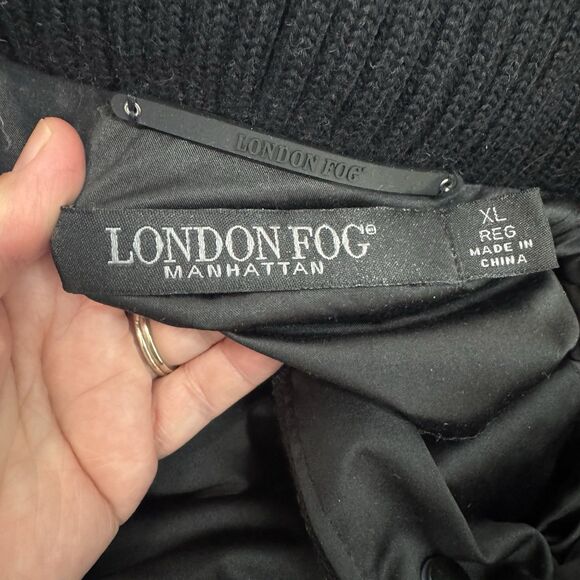 LONDON FOG
LONDON FOG®
MANHATTAN
XL
REG
MADE IN
CHINA